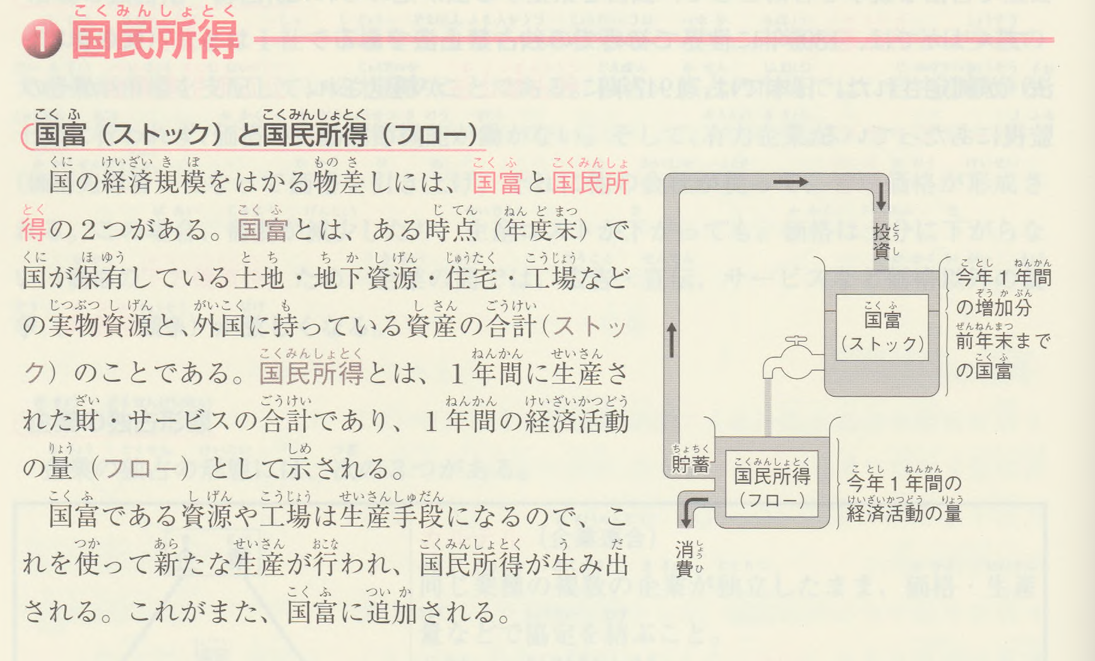 ❶ 国民所得
国富（ストック）と国民所得（フロー）
国の経済規模をはかる物差しには、国富と国民所
得の２つがある。国富とは、ある時点（年度末）で
国が保有している土地・地下資源・住宅・工場など
の実物資源と、外国に持っている資産の合計（ストッ
ク）のことである。国民所得とは、１年間に生産さ
れた財・サービスの合計であり、１年間の経済活動
の量（フロー）として示される。
国富である資源や工場は生産手段になるので、こ
れを使って新たな生産が行われ、国民所得が生み出
される。これがまた、国富に追加される。
投資
国富
（ストック）
今年１年間
の増加分
前年末まで
の国富
貯蓄
国民所得
（フロー）
今年１年間の
経済活動の量
消費